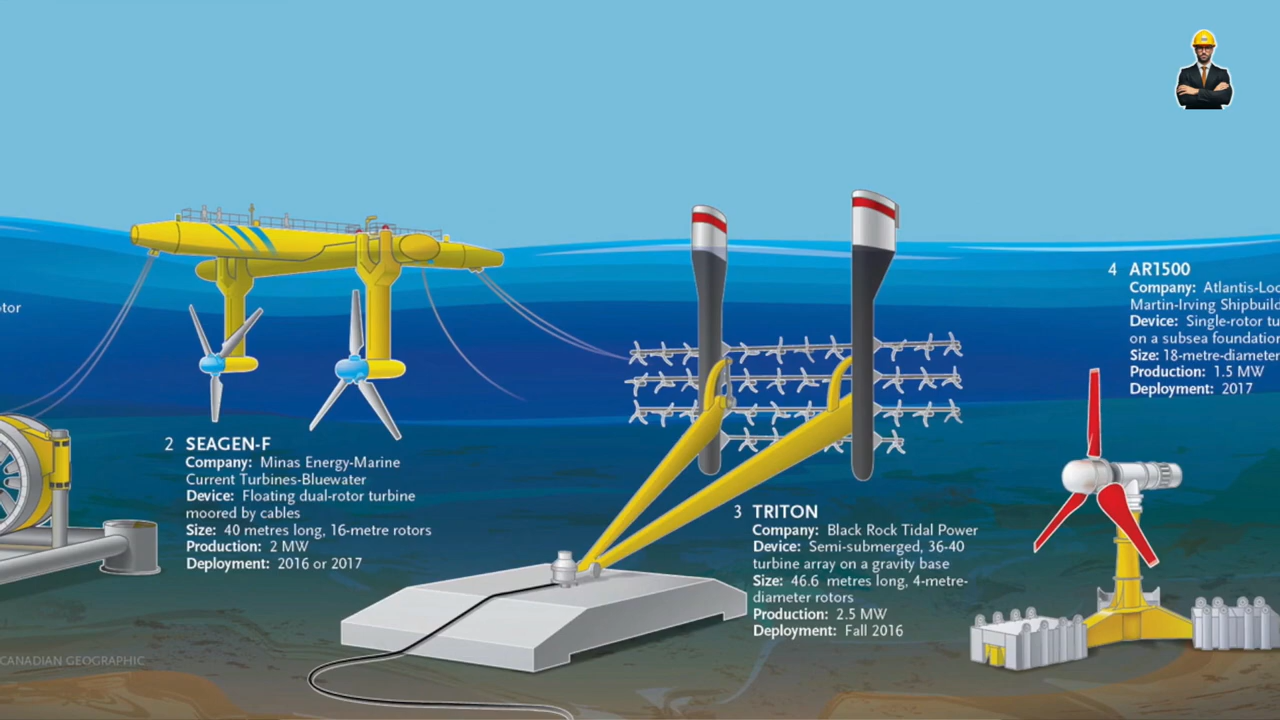 tor
2 SEAGEN-F
Company: Minas Energy-Marine
Current Turbines-Bluewater
Device: Floating dual-rotor turbine
moored by cables
Size: 40 metres long, 16-metre rotors
Production: 2 MW
Deployment: 2016 or 2017
3 TRITON
Company: Black Rock Tidal Power
Device: Semi-submerged, 36-40
turbine array on a gravity base
Size: 46.6 metres long, 4-metre-
diameter rotors
Production: 2.5 MW
Deployment: Fall 2016
4 AR1500
Company: Atlantis-Loc
Martin-Irving Shipbuild
Device: Single-rotor tu
on a subsea foundation
Size: 18-metre-diameter
Production: 1.5 MW
Deployment: 2017
CANADIAN GEOGRAPHIC